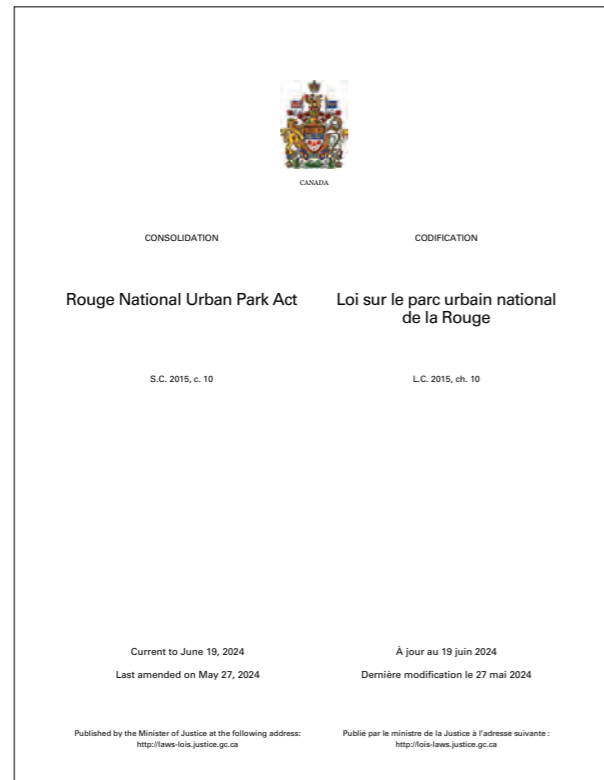 CANADA
CONSOLIDATION
CODIFICATION
Rouge National Urban Park Act
Loi sur le parc urbain national
de la Rouge
S.C. 2015, c. 10
L.C. 2015, ch. 10
Current to June 19, 2024
Last amended on May 27, 2024
À jour au 19 juin 2024
Dernière modification le 27 mai 2024
Published by the Minister of Justice at the following address:
http://laws-lois.justice.gc.ca
Publié par le ministre de la Justice à l'adresse suivante :
http://lois-laws.justice.gc.ca